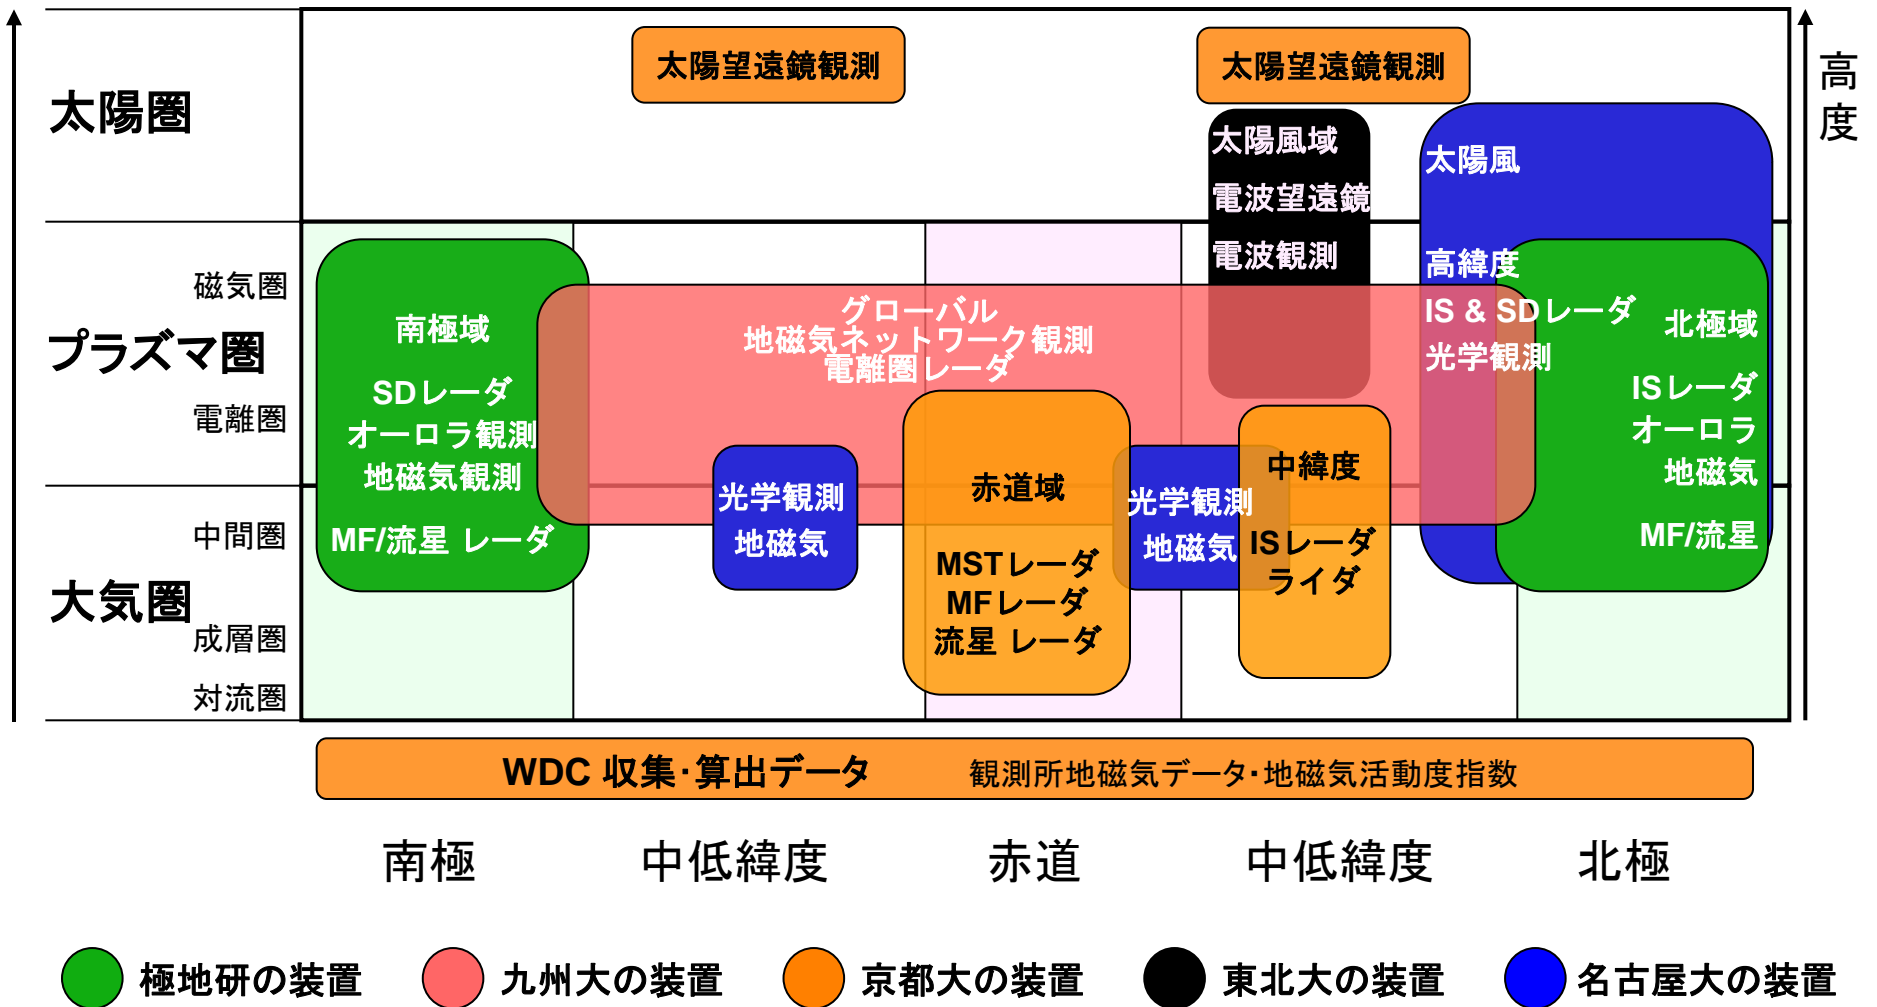 太陽望遠鏡観測
太陽望遠鏡観測
高度
太陽圏
太陽風域
電波望遠鏡
電波観測
太陽風
高緯度
IS & SDレーダ
光学観測
磁気圏
プラズマ圏
電離圏
南極域
SDレーダ
オーロラ観測
地磁気観測
MF/流星 レーダ
グローバル
地磁気ネットワーク観測
電離圏レーダ
北極域
ISレーダ
オーロラ
地磁気
MF/流星
光学観測
地磁気
赤道域
MSTレーダ
MFレーダ
流星 レーダ
光学観測
地磁気
中緯度
ISレーダ
ライダ
中間圏
大気圏
成層圏
対流圏
WDC 収集・算出データ 観測所地磁気データ・地磁気活動度指数
南極 中低緯度 赤道 中低緯度 北極
極地研の装置 九州大の装置 京都大の装置 東北大の装置 名古屋大の装置